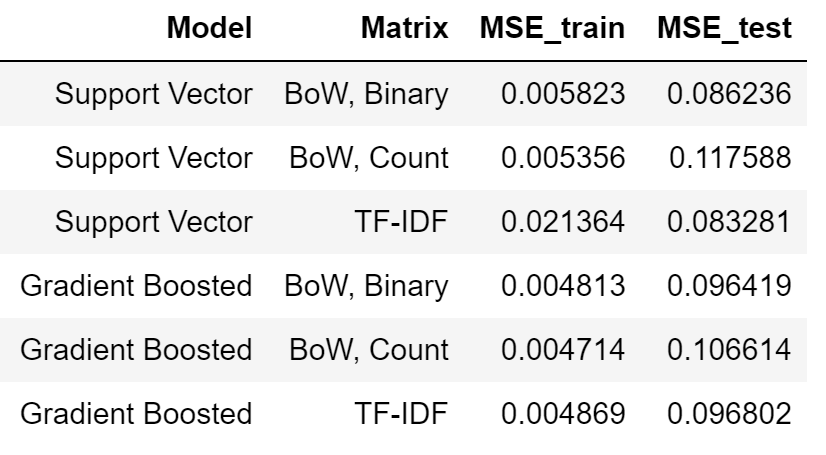 Model Matrix MSE_train MSE_test
Support Vector BoW, Binary 0.005823 0.086236
Support Vector BoW, Count 0.005356 0.117588
Support Vector TF-IDF 0.021364 0.083281
Gradient Boosted BoW, Binary 0.004813 0.096419
Gradient Boosted BoW, Count 0.004714 0.106614
Gradient Boosted TF-IDF 0.004869 0.096802